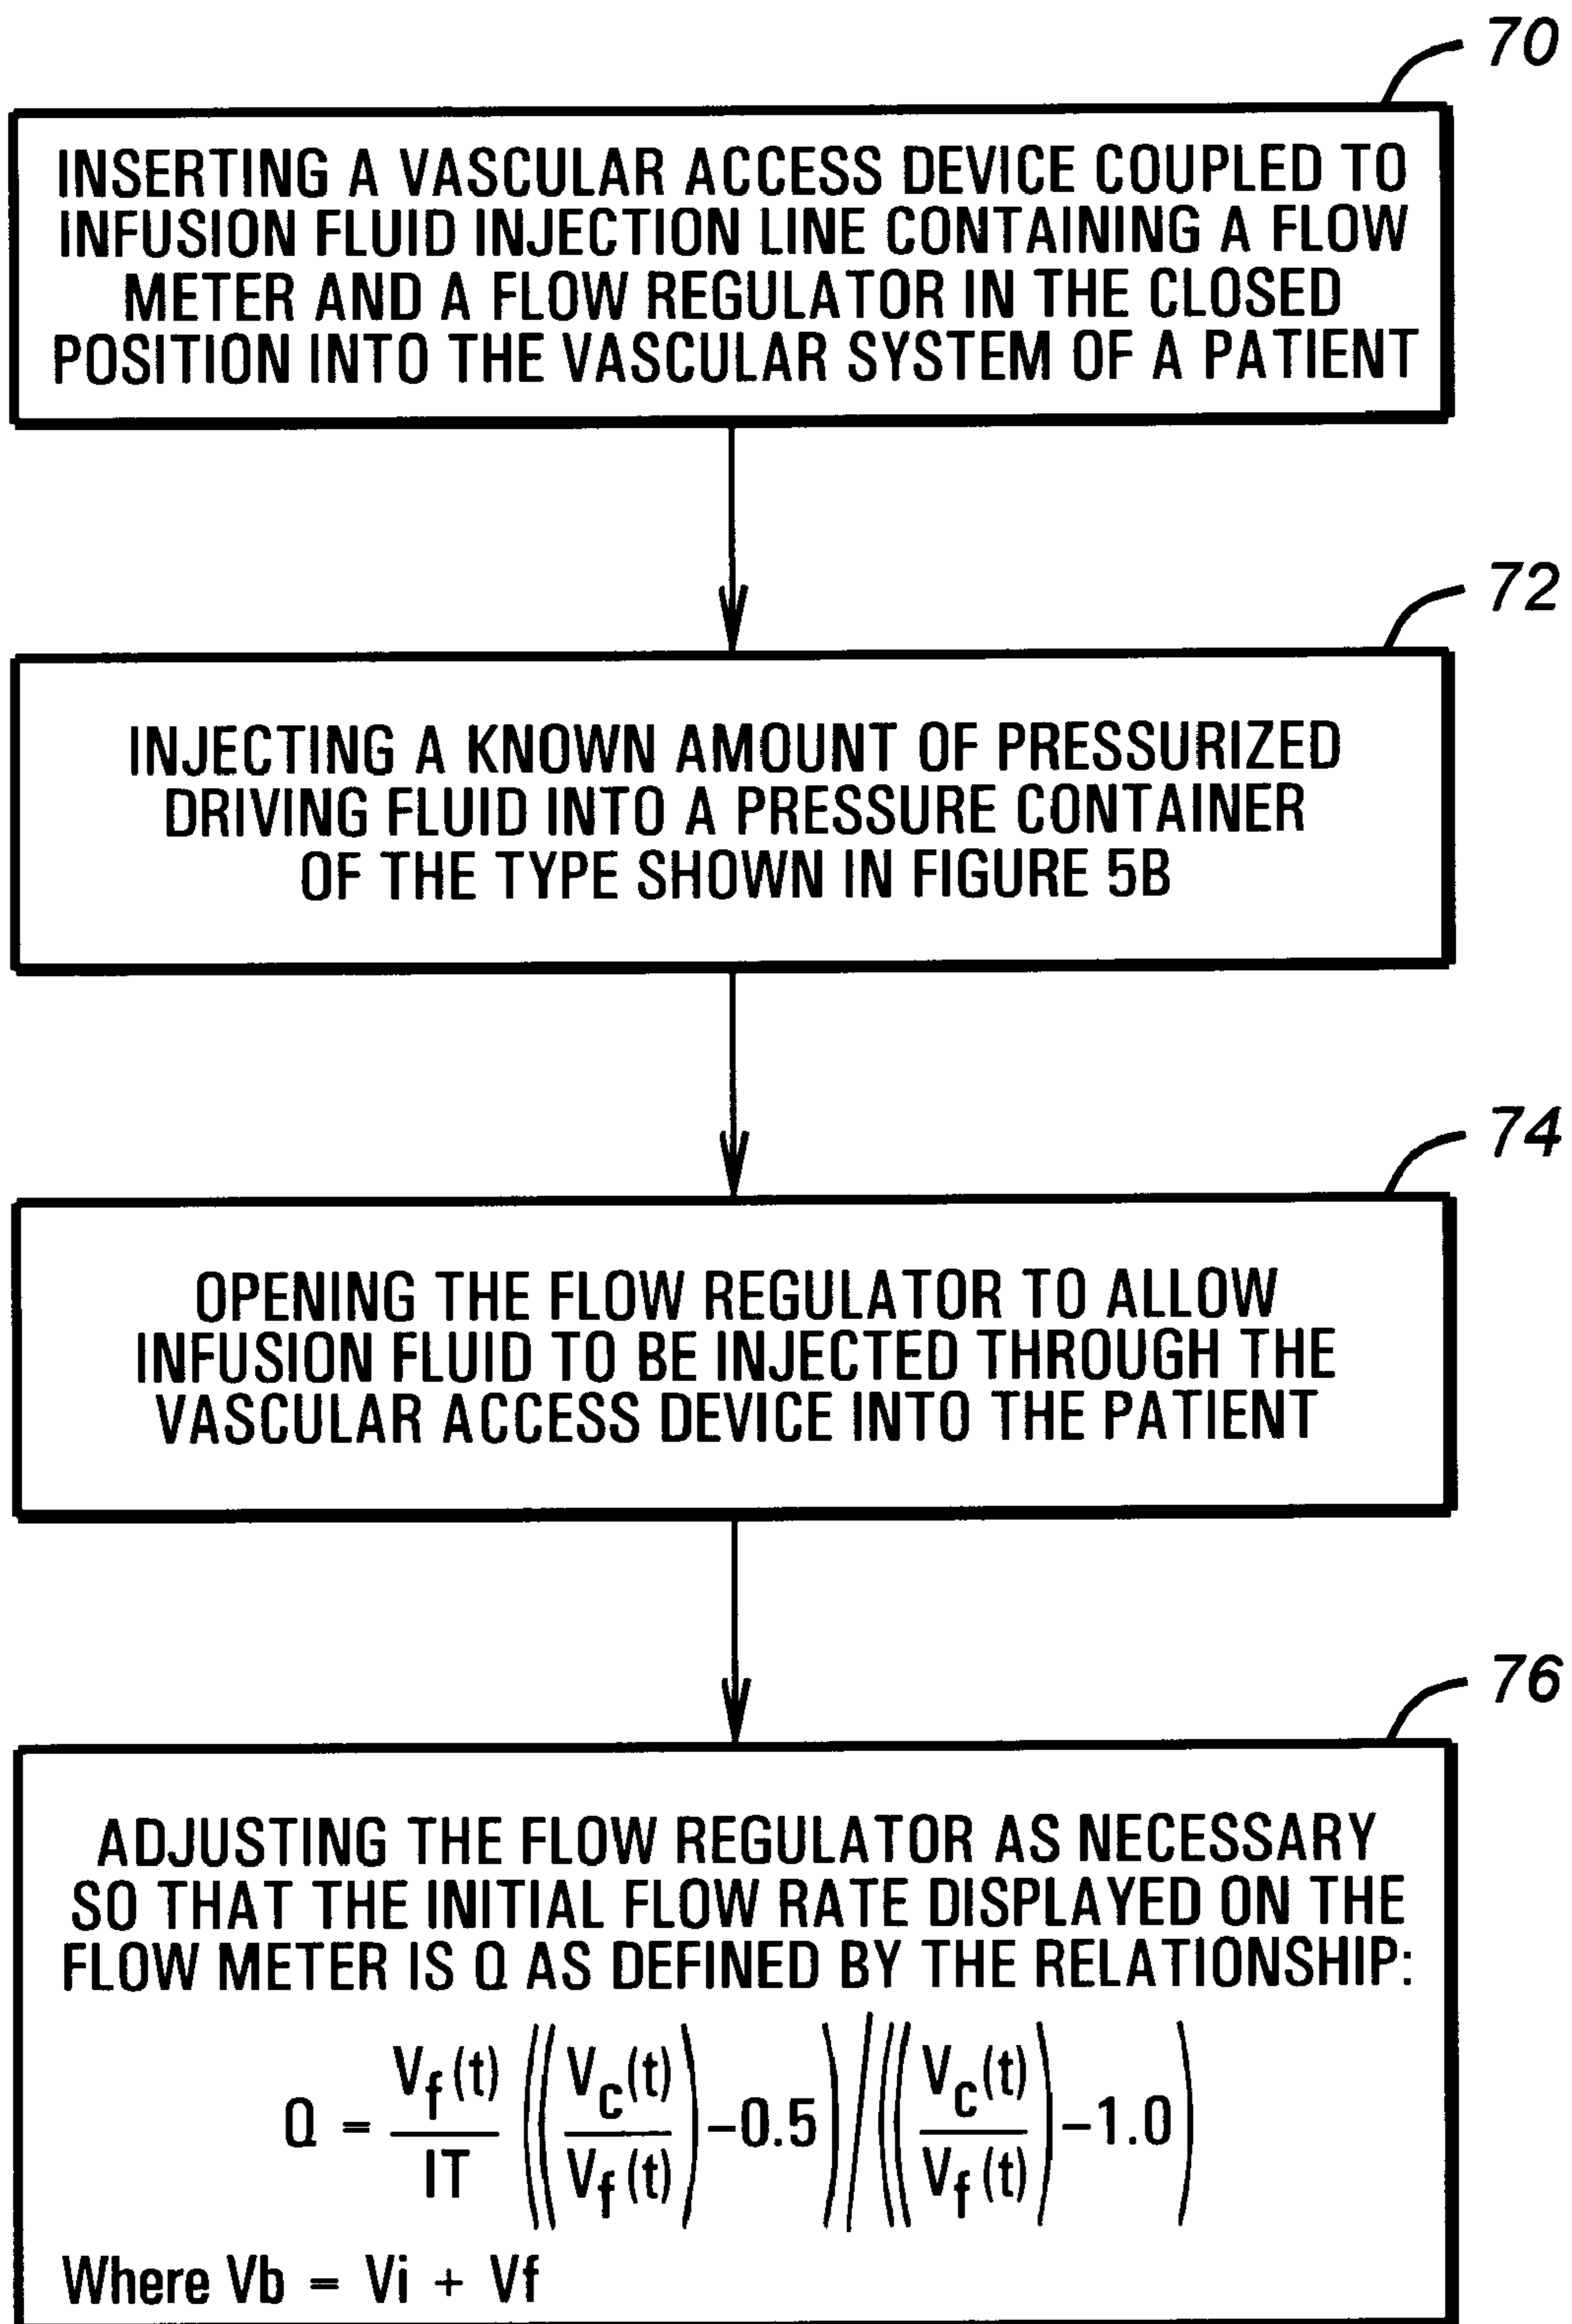 70
INSERTING A VASCULAR ACCESS DEVICE COUPLED TO
INFUSION FLUID INJECTION LINE CONTAINING A FLOW
METER AND A FLOW REGULATOR IN THE CLOSED
POSITION INTO THE VASCULAR SYSTEM OF A PATIENT
72
INJECTING A KNOWN AMOUNT OF PRESSURIZED
DRIVING FLUID INTO A PRESSURE CONTAINER
OF THE TYPE SHOWN IN FIGURE 5B
74
OPENING THE FLOW REGULATOR TO ALLOW
INFUSION FLUID TO BE INJECTED THROUGH THE
VASCULAR ACCESS DEVICE INTO THE PATIENT
76
ADJUSTING THE FLOW REGULATOR AS NECESSARY
SO THAT THE INITIAL FLOW RATE DISPLAYED ON THE
FLOW METER IS Q AS DEFINED BY THE RELATIONSHIP:
Q = V_f(t)/IT (((V_c(t)/V_f(t))-0.5)/(((V_c(t)/V_f(t))-1.0)
Where Vb = Vi + Vf